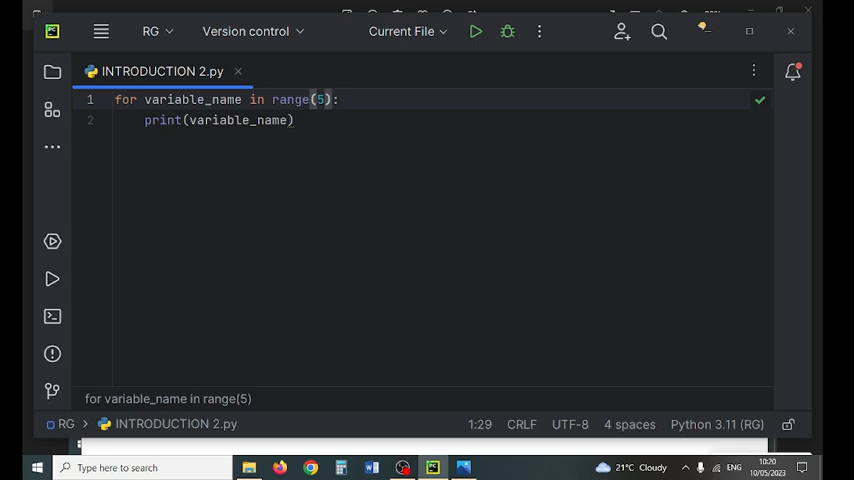 RG
Version control
Current File
INTRODUCTION 2.py
1 for variable_name in range(5):
2 print(variable_name)
for variable_name in range(5)
RG > INTRODUCTION 2.py
1:29 CRLF UTF-8 4 spaces Python 3.11 (RG)
Type here to search
21°C Cloudy
ENG
10:20
10/05/2023